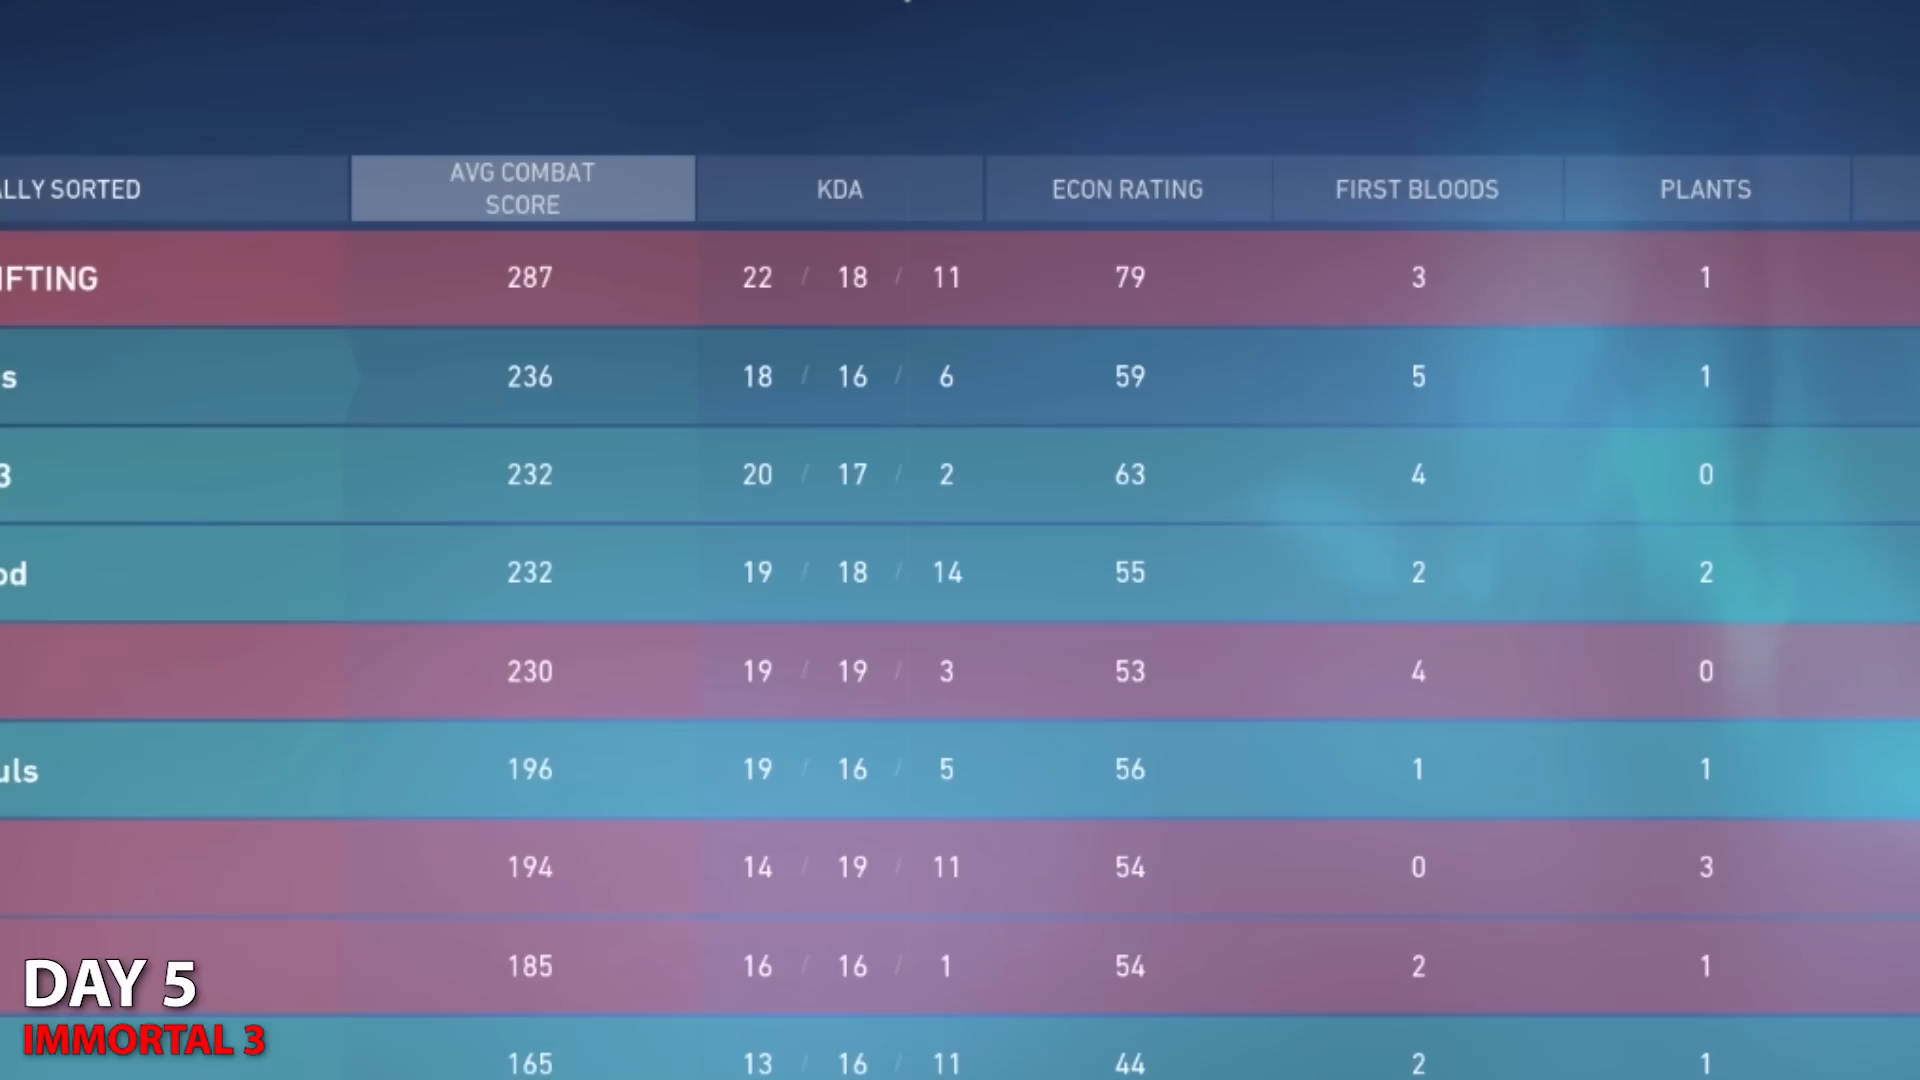 ALLY SORTED AVG COMBAT SCORE KDA ECON RATING FIRST BLOODS PLANTS
IFTING 287 22 / 18 / 11 79 3 1
s 236 18 / 16 / 6 59 5 1
3 232 20 / 17 / 2 63 4 0
od 232 19 / 18 / 14 55 2 2
230 19 / 19 / 3 53 4 0
uls 196 19 / 16 / 5 56 1 1
194 14 / 19 / 11 54 0 3
185 16 / 16 / 1 54 2 1
165 13 / 16 / 11 44 2 1
DAY 5
IMMORTAL 3